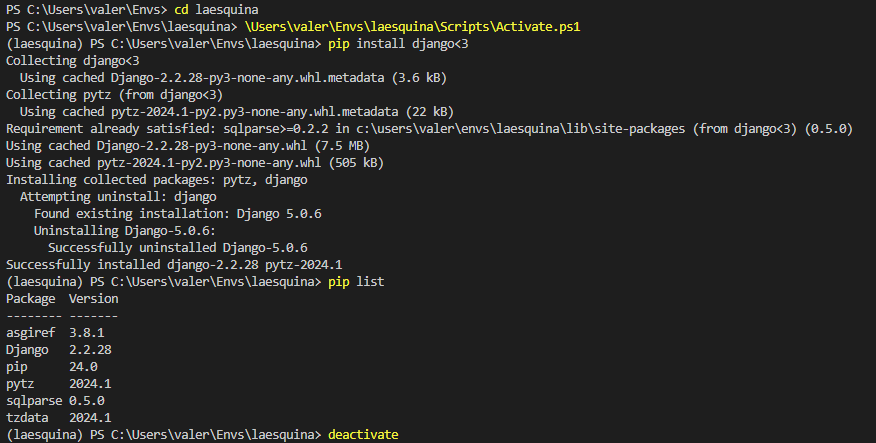 PS C:\Users\valer\Envs> cd laesquina
PS C:\Users\valer\Envs\laesquina> \Users\valer\Envs\laesquina\Scripts\Activate.ps1
(laesquina) PS C:\Users\valer\Envs\laesquina> pip install django<3
Collecting django<3
  Using cached Django-2.2.28-py3-none-any.whl.metadata (3.6 kB)
Collecting pytz (from django<3)
  Using cached pytz-2024.1-py2.py3-none-any.whl.metadata (22 kB)
Requirement already satisfied: sqlparse>=0.2.2 in c:\users\valer\envs\laesquina\lib\site-packages (from django<3) (0.5.0)
Using cached Django-2.2.28-py3-none-any.whl (7.5 MB)
Using cached pytz-2024.1-py2.py3-none-any.whl (505 kB)
Installing collected packages: pytz, django
  Attempting uninstall: django
    Found existing installation: Django 5.0.6
    Uninstalling Django-5.0.6:
      Successfully uninstalled Django-5.0.6
Successfully installed django-2.2.28 pytz-2024.1
(laesquina) PS C:\Users\valer\Envs\laesquina> pip list
Package  Version
-------- -------
asgiref  3.8.1
Django   2.2.28
pip      24.0
pytz     2024.1
sqlparse 0.5.0
tzdata   2024.1
(laesquina) PS C:\Users\valer\Envs\laesquina> deactivate